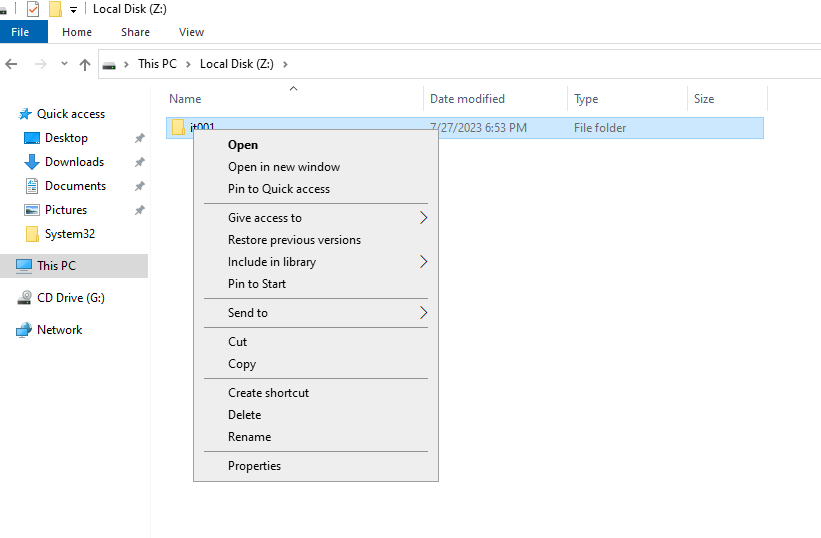 Local Disk (Z:)
File Home Share View
This PC Local Disk (Z:)
Name Date modified Type Size
Quick access
Desktop
Downloads
Documents
Pictures
System32
This PC
CD Drive (G:)
Network
it001 7/27/2023 6:53 PM File folder
Open
Open in new window
Pin to Quick access
Give access to
Restore previous versions
Include in library
Pin to Start
Send to
Cut
Copy
Create shortcut
Delete
Rename
Properties